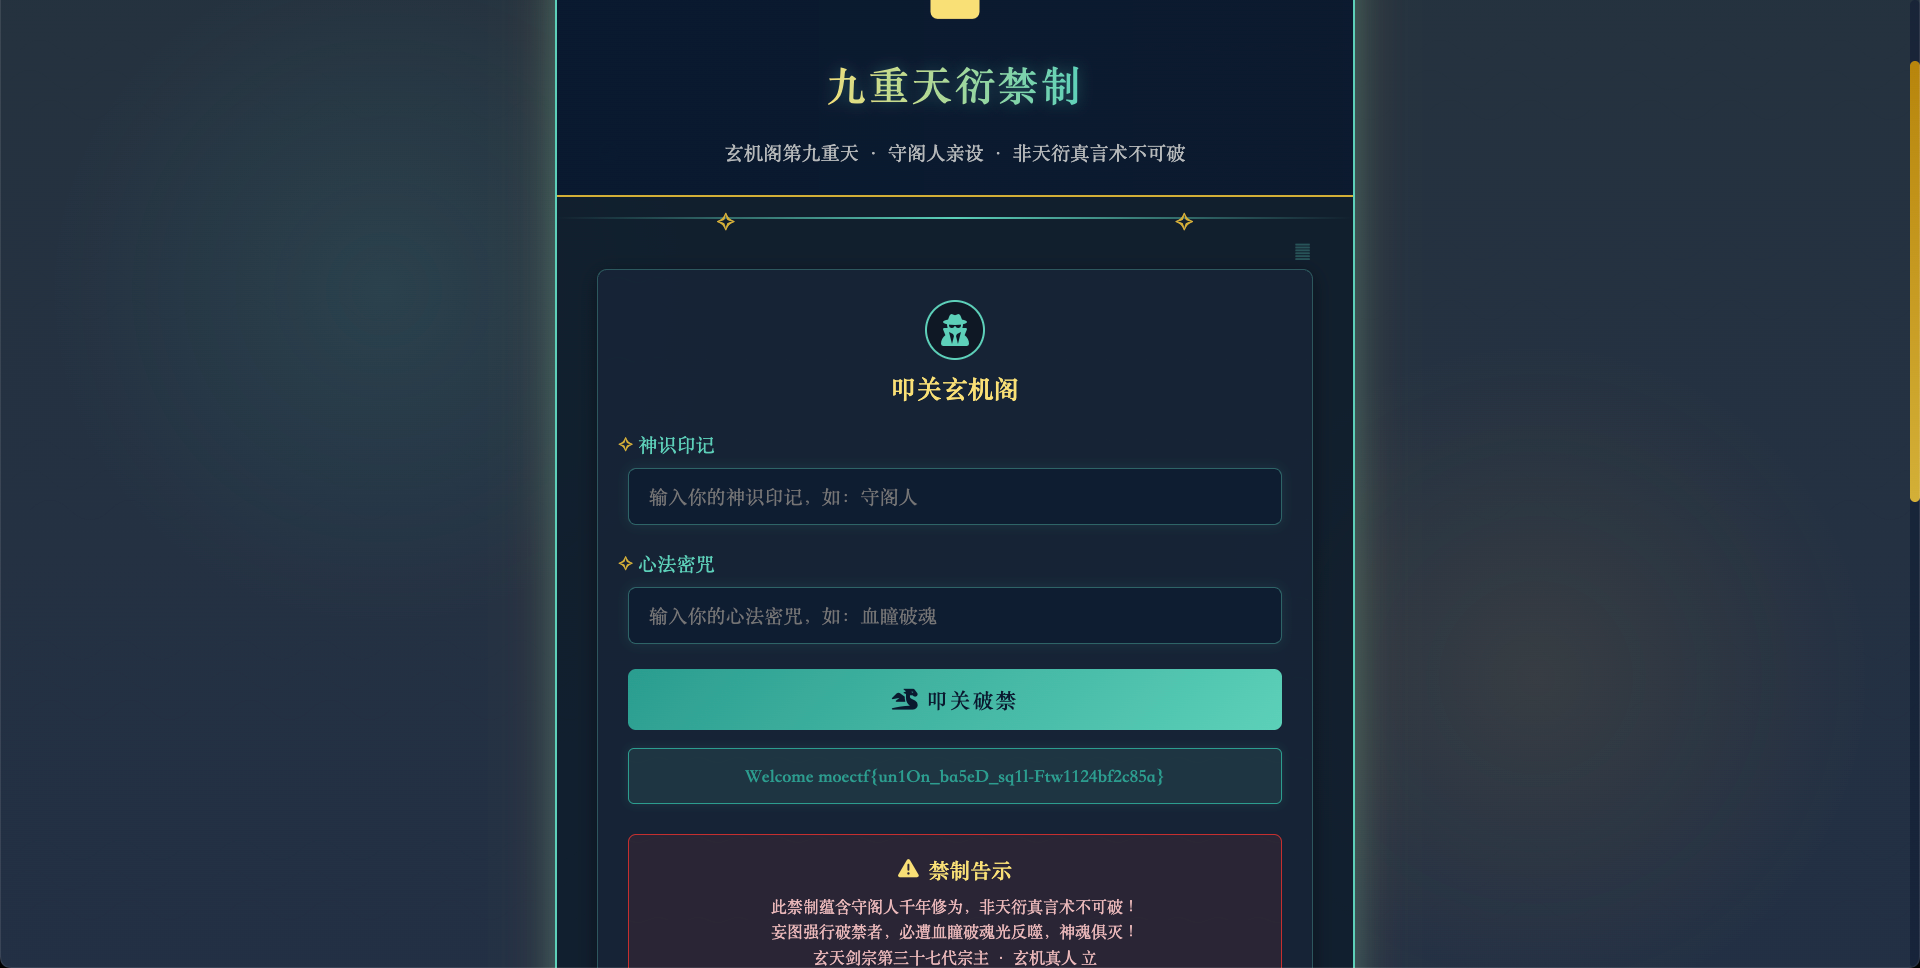 九重天衍禁制
玄机阁第九重天 · 守阁人亲设 · 非天衍真言术不可破
叩关玄机阁
神识印记
输入你的神识印记，如：守阁人
心法密咒
输入你的心法密咒，如：血瞳破魂
叩关破禁
Welcome moectf{un1On_ba5eD_sq1l-Ftw1124bf2c85a}
禁制告示
此禁制蕴含守阁人千年修为，非天衍真言术不可破！
妄图强行破禁者，必遭血瞳破魂光反噬，神魂俱灭！
玄天剑宗第三十七代宗主 · 玄机真人 立